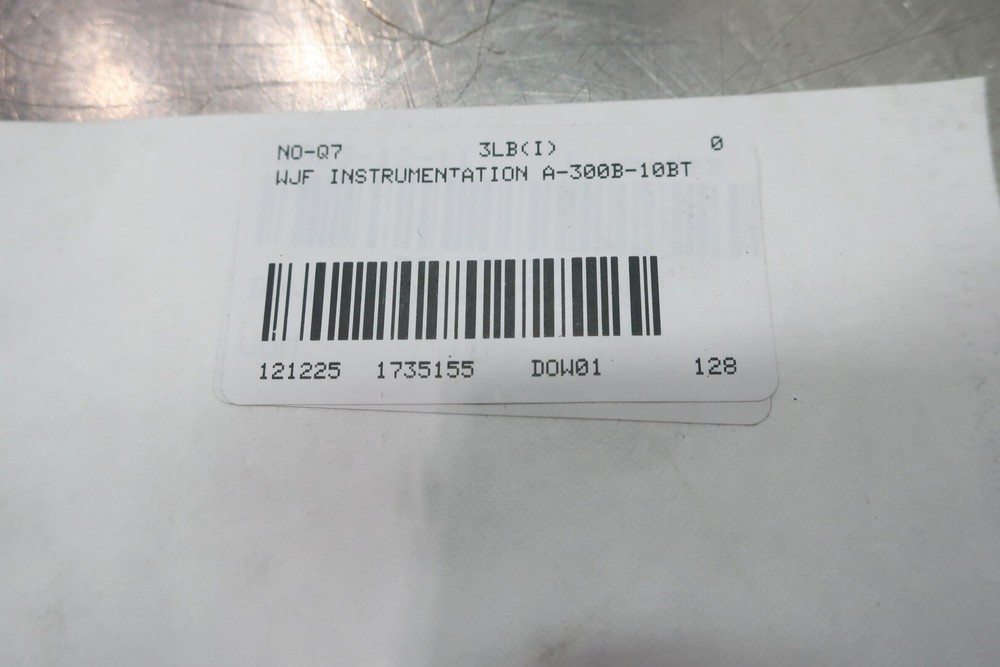 NO-Q7 3LB(I) 0
WJF INSTRUMENTATION A-300B-10BT
121225 1735155 DOW01 128